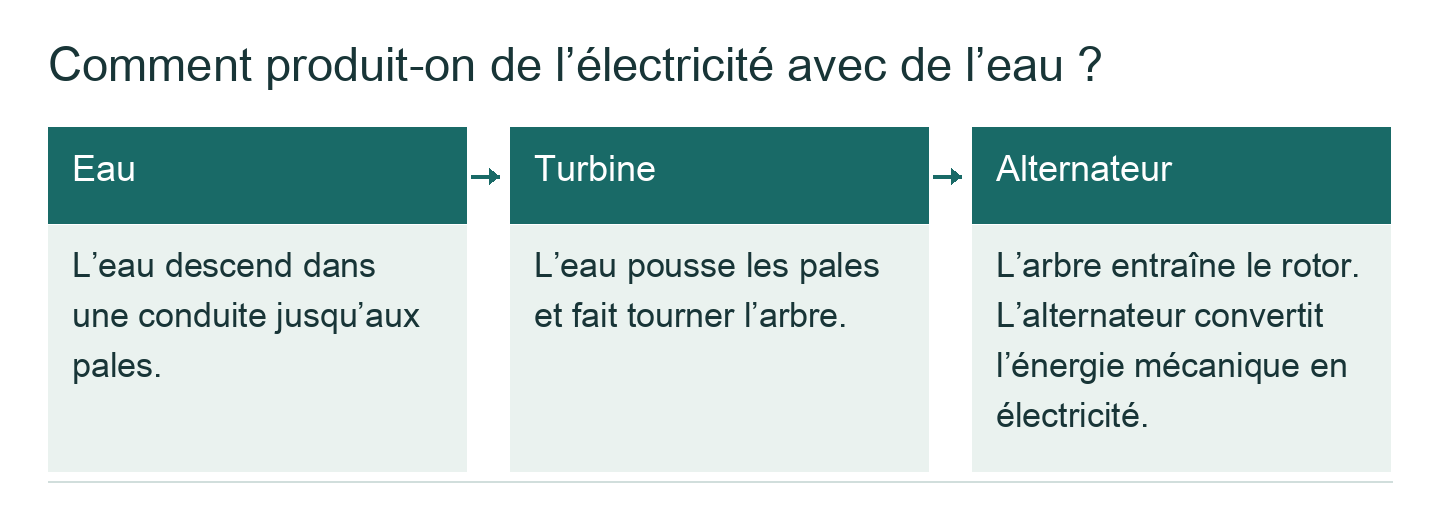 Comment produit-on de l’électricité avec de l’eau ?
Eau
L’eau descend dans
une conduite jusqu’aux
pales.
Turbine
L’eau pousse les pales
et fait tourner l’arbre.
Alternateur
L’arbre entraîne le rotor.
L’alternateur convertit
l’énergie mécanique en
électricité.